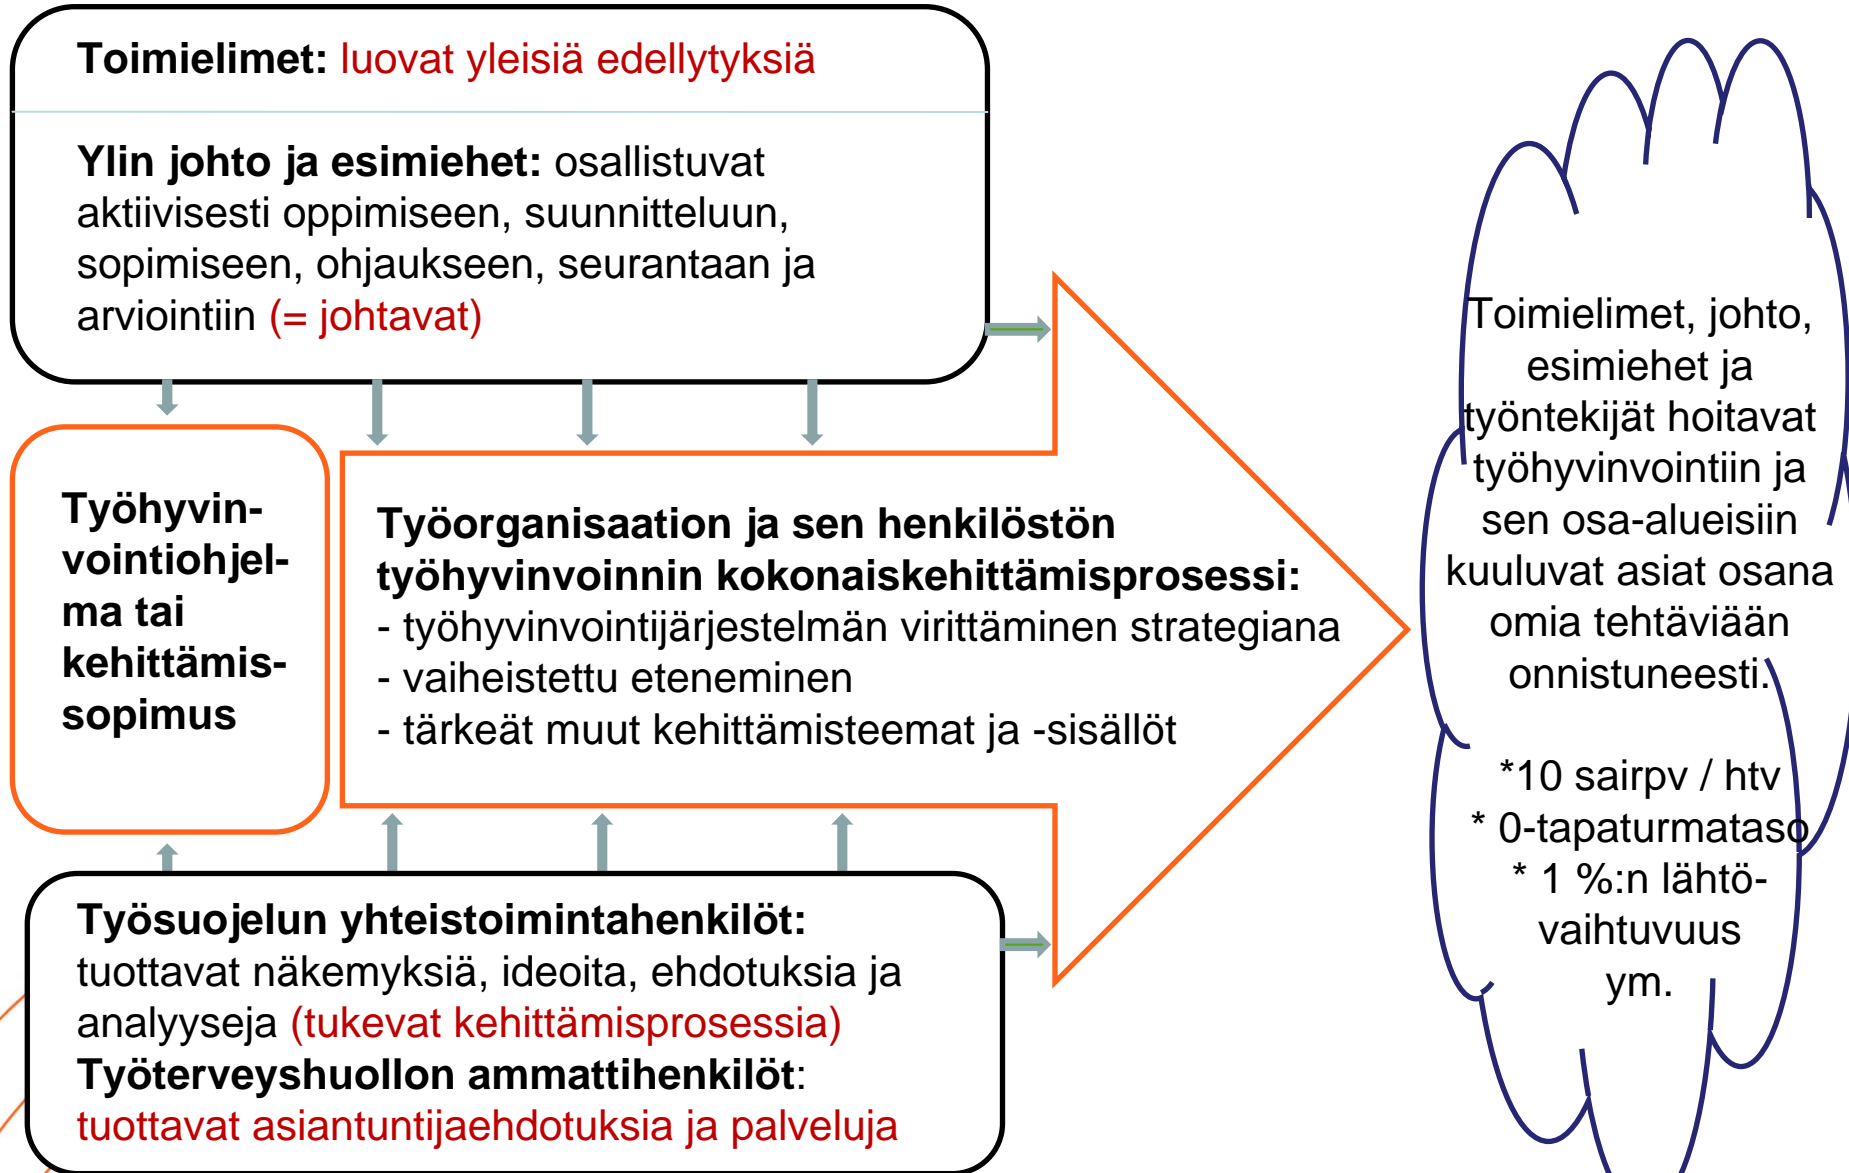 Toimielimet: luovat yleisiä edellytyksiä
Ylin johto ja esimiehet: osallistuvat
aktiivisesti oppimiseen, suunnitteluun,
sopimiseen, ohjaukseen, seurantaan ja
arviointiin (= johtavat)
Työhyvin-
vointiohjel-
ma tai
kehittämis-
sopimus
Työorganisaation ja sen henkilöstön
työhyvinvoinnin kokonaiskehittämisprosessi:
- työhyvinvointijärjestelmän virittäminen strategiana
- vaiheistettu eteneminen
- tärkeät muut kehittämisteemat ja -sisällöt
Työsuojelun yhteistoimintahenkilöt:
tuottavat näkemyksiä, ideoita, ehdotuksia ja
analyyseja (tukevat kehittämisprosessia)
Työterveyshuollon ammattihenkilöt:
tuottavat asiantuntijaehdotuksia ja palveluja
Toimielimet, johto,
esimiehet ja
työntekijät hoitavat
työhyvinvointiin ja
sen osa-alueisiin
kuuluvat asiat osana
omia tehtäviään
onnistuneesti.
*10 sairpv / htv
* 0-tapaturmataso
* 1 %:n lähtö-
vaihtuvuus
ym.